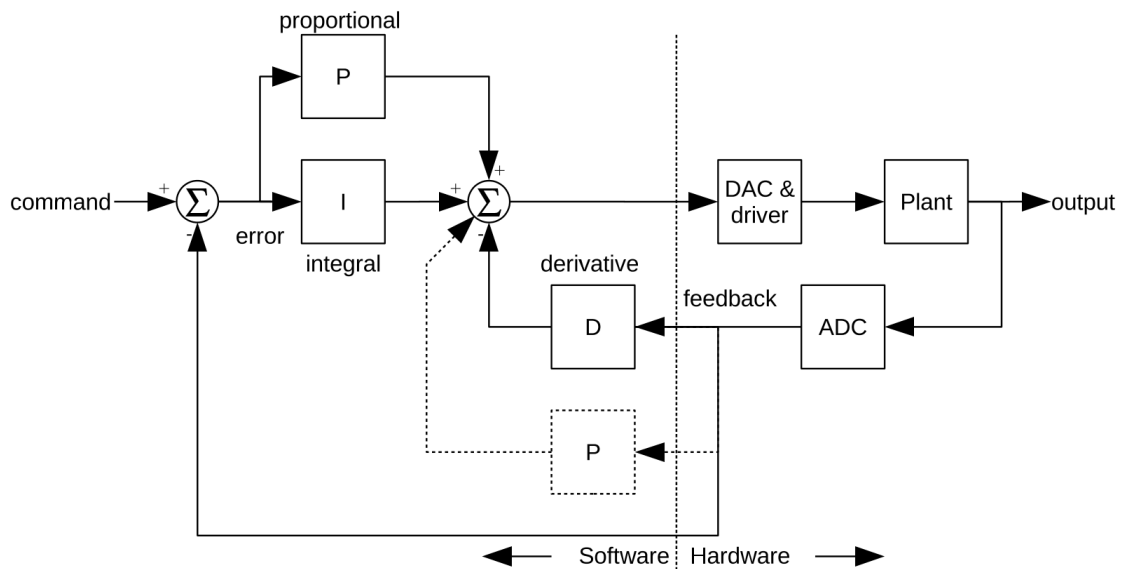 proportional
P
+
+
command
Σ
error
I
integral
+
Σ
-
-
DAC &
driver
Plant
output
derivative
D
feedback
ADC
P
Software
Hardware